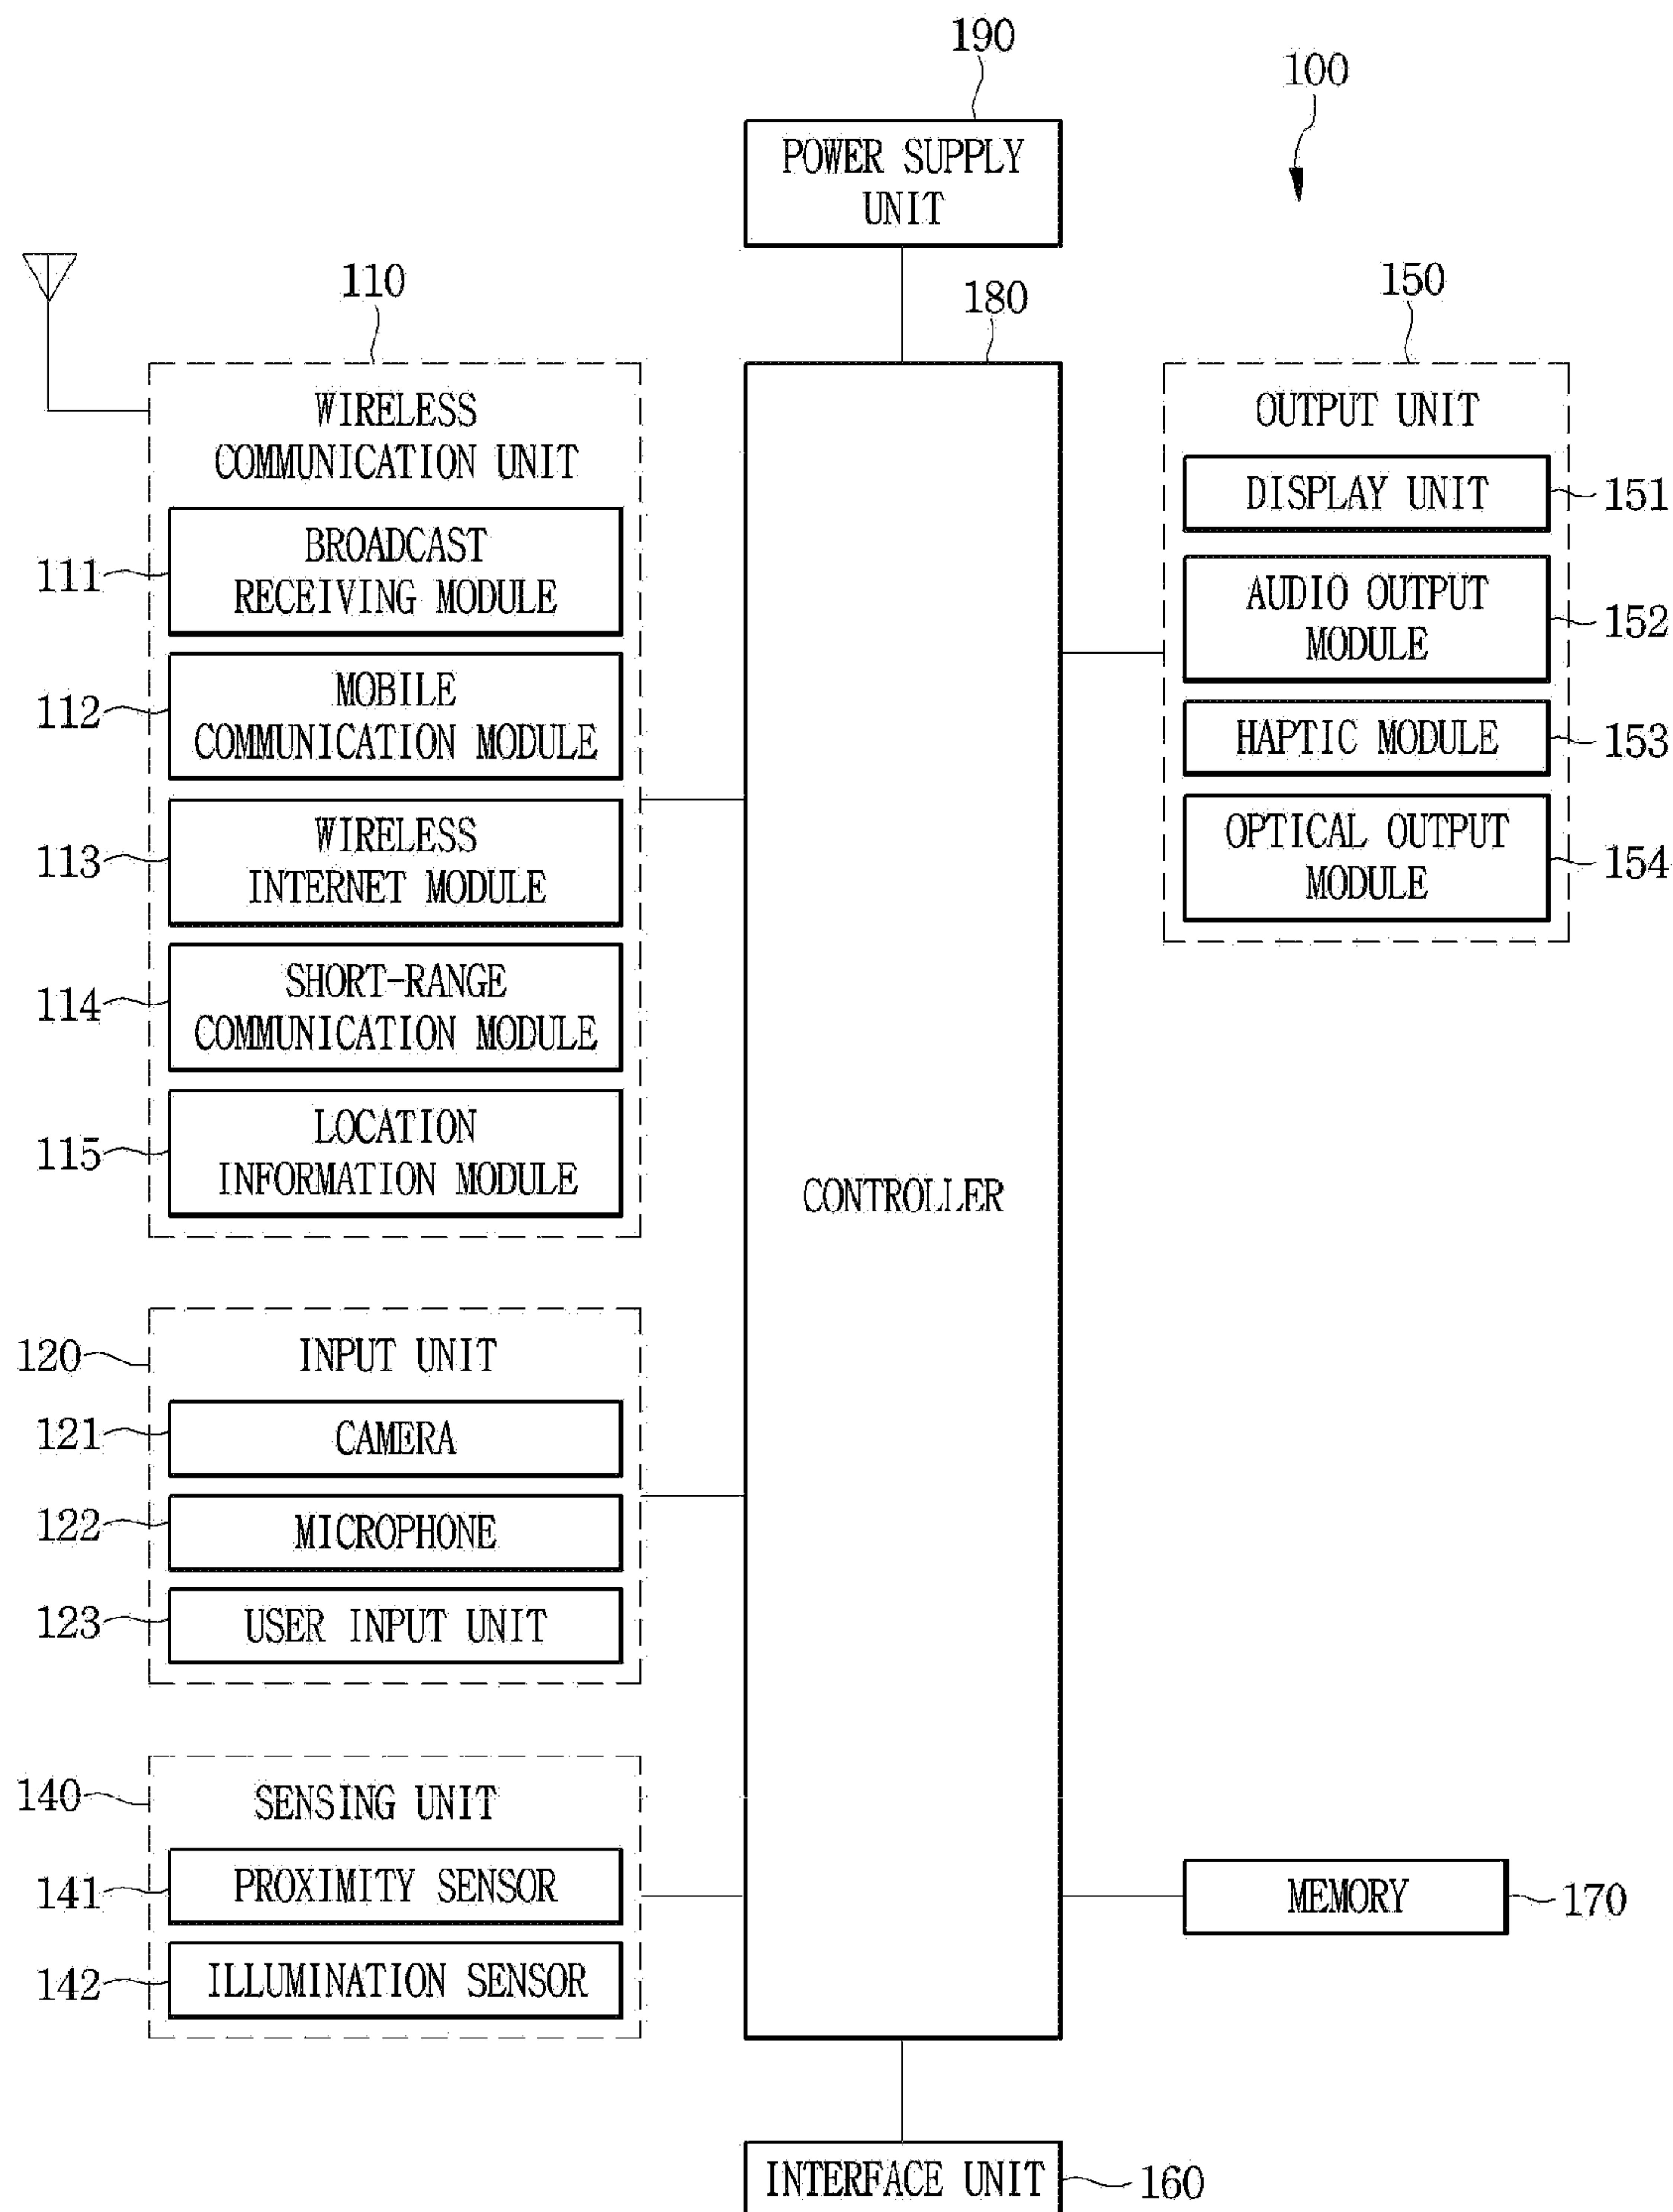 190
100
POWER SUPPLY
UNIT
110
180
150
WIRELESS
COMMUNICATION UNIT
111
BROADCAST
RECEIVING MODULE
112
MOBILE
COMMUNICATION MODULE
113
WIRELESS
INTERNET MODULE
114
SHORT-RANGE
COMMUNICATION MODULE
115
LOCATION
INFORMATION MODULE
120
INPUT UNIT
121
CAMERA
122
MICROPHONE
123
USER INPUT UNIT
140
SENSING UNIT
141
PROXIMITY SENSOR
142
ILLUMINATION SENSOR
CONTROLLER
OUTPUT UNIT
DISPLAY UNIT
151
AUDIO OUTPUT
MODULE
152
HAPTIC MODULE
153
OPTICAL OUTPUT
MODULE
154
MEMORY
170
INTERFACE UNIT
160